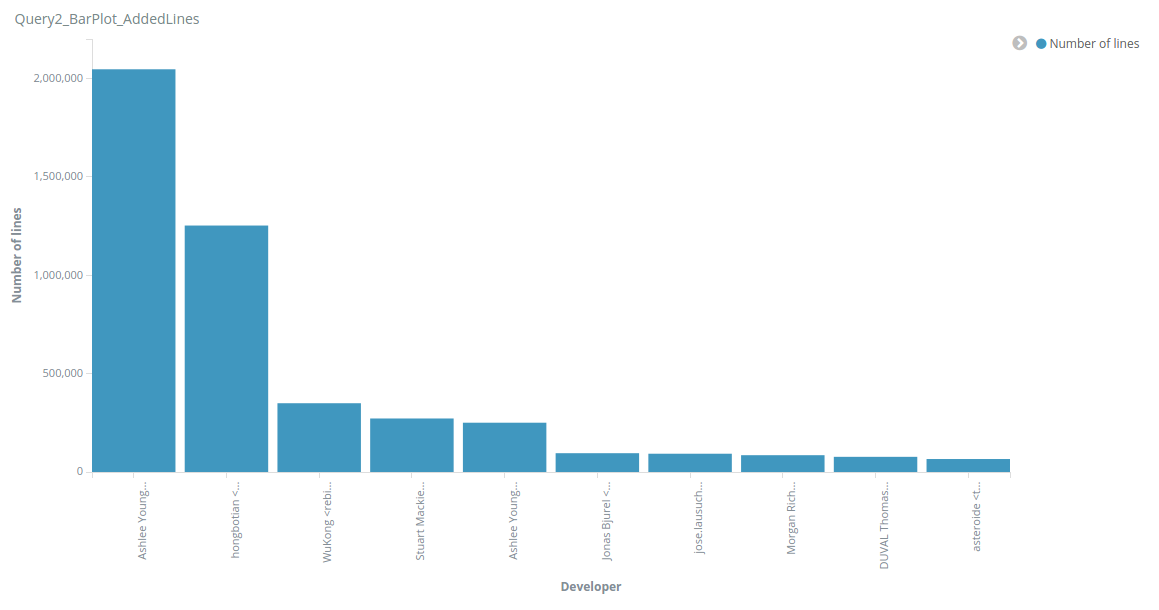 Query2_BarPlot_AddedLines
Number of lines
2,000,000
1,500,000
1,000,000
500,000
0
Number of lines
Ashlee Young...
hongbotian <...
WuKong <rebi...
Stuart Mackie...
Ashlee Young...
Jonas Bjurel <...
jose.lausuch...
Morgan Rich...
DUVAL Thomas...
asteroide <t...
Developer